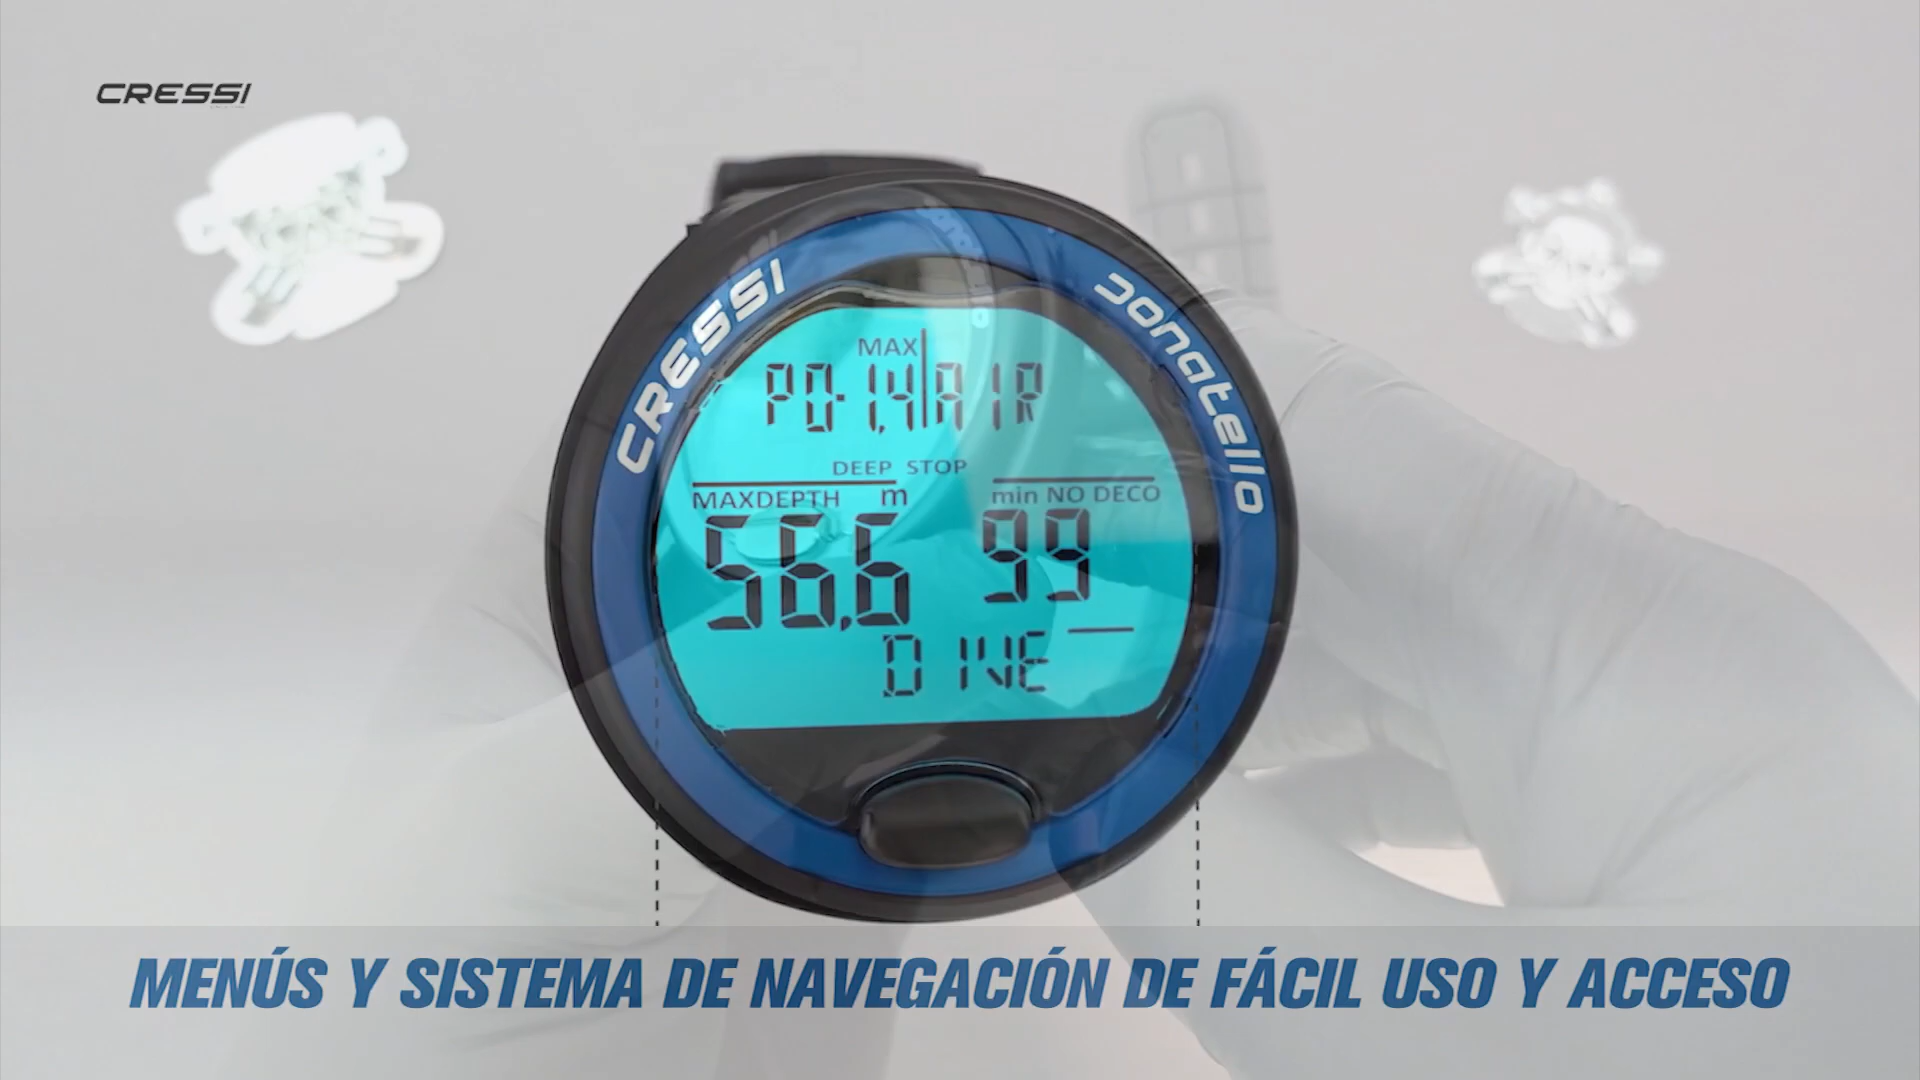 CRESSI
CRESSI
Donatello
MAX
PO-1,4 AIR
DEEP STOP
MAXDEPTH m
min NO DECO
56,6 99
DIVE
MENÚS Y SISTEMA DE NAVEGACIÓN DE FÁCIL USO Y ACCESO